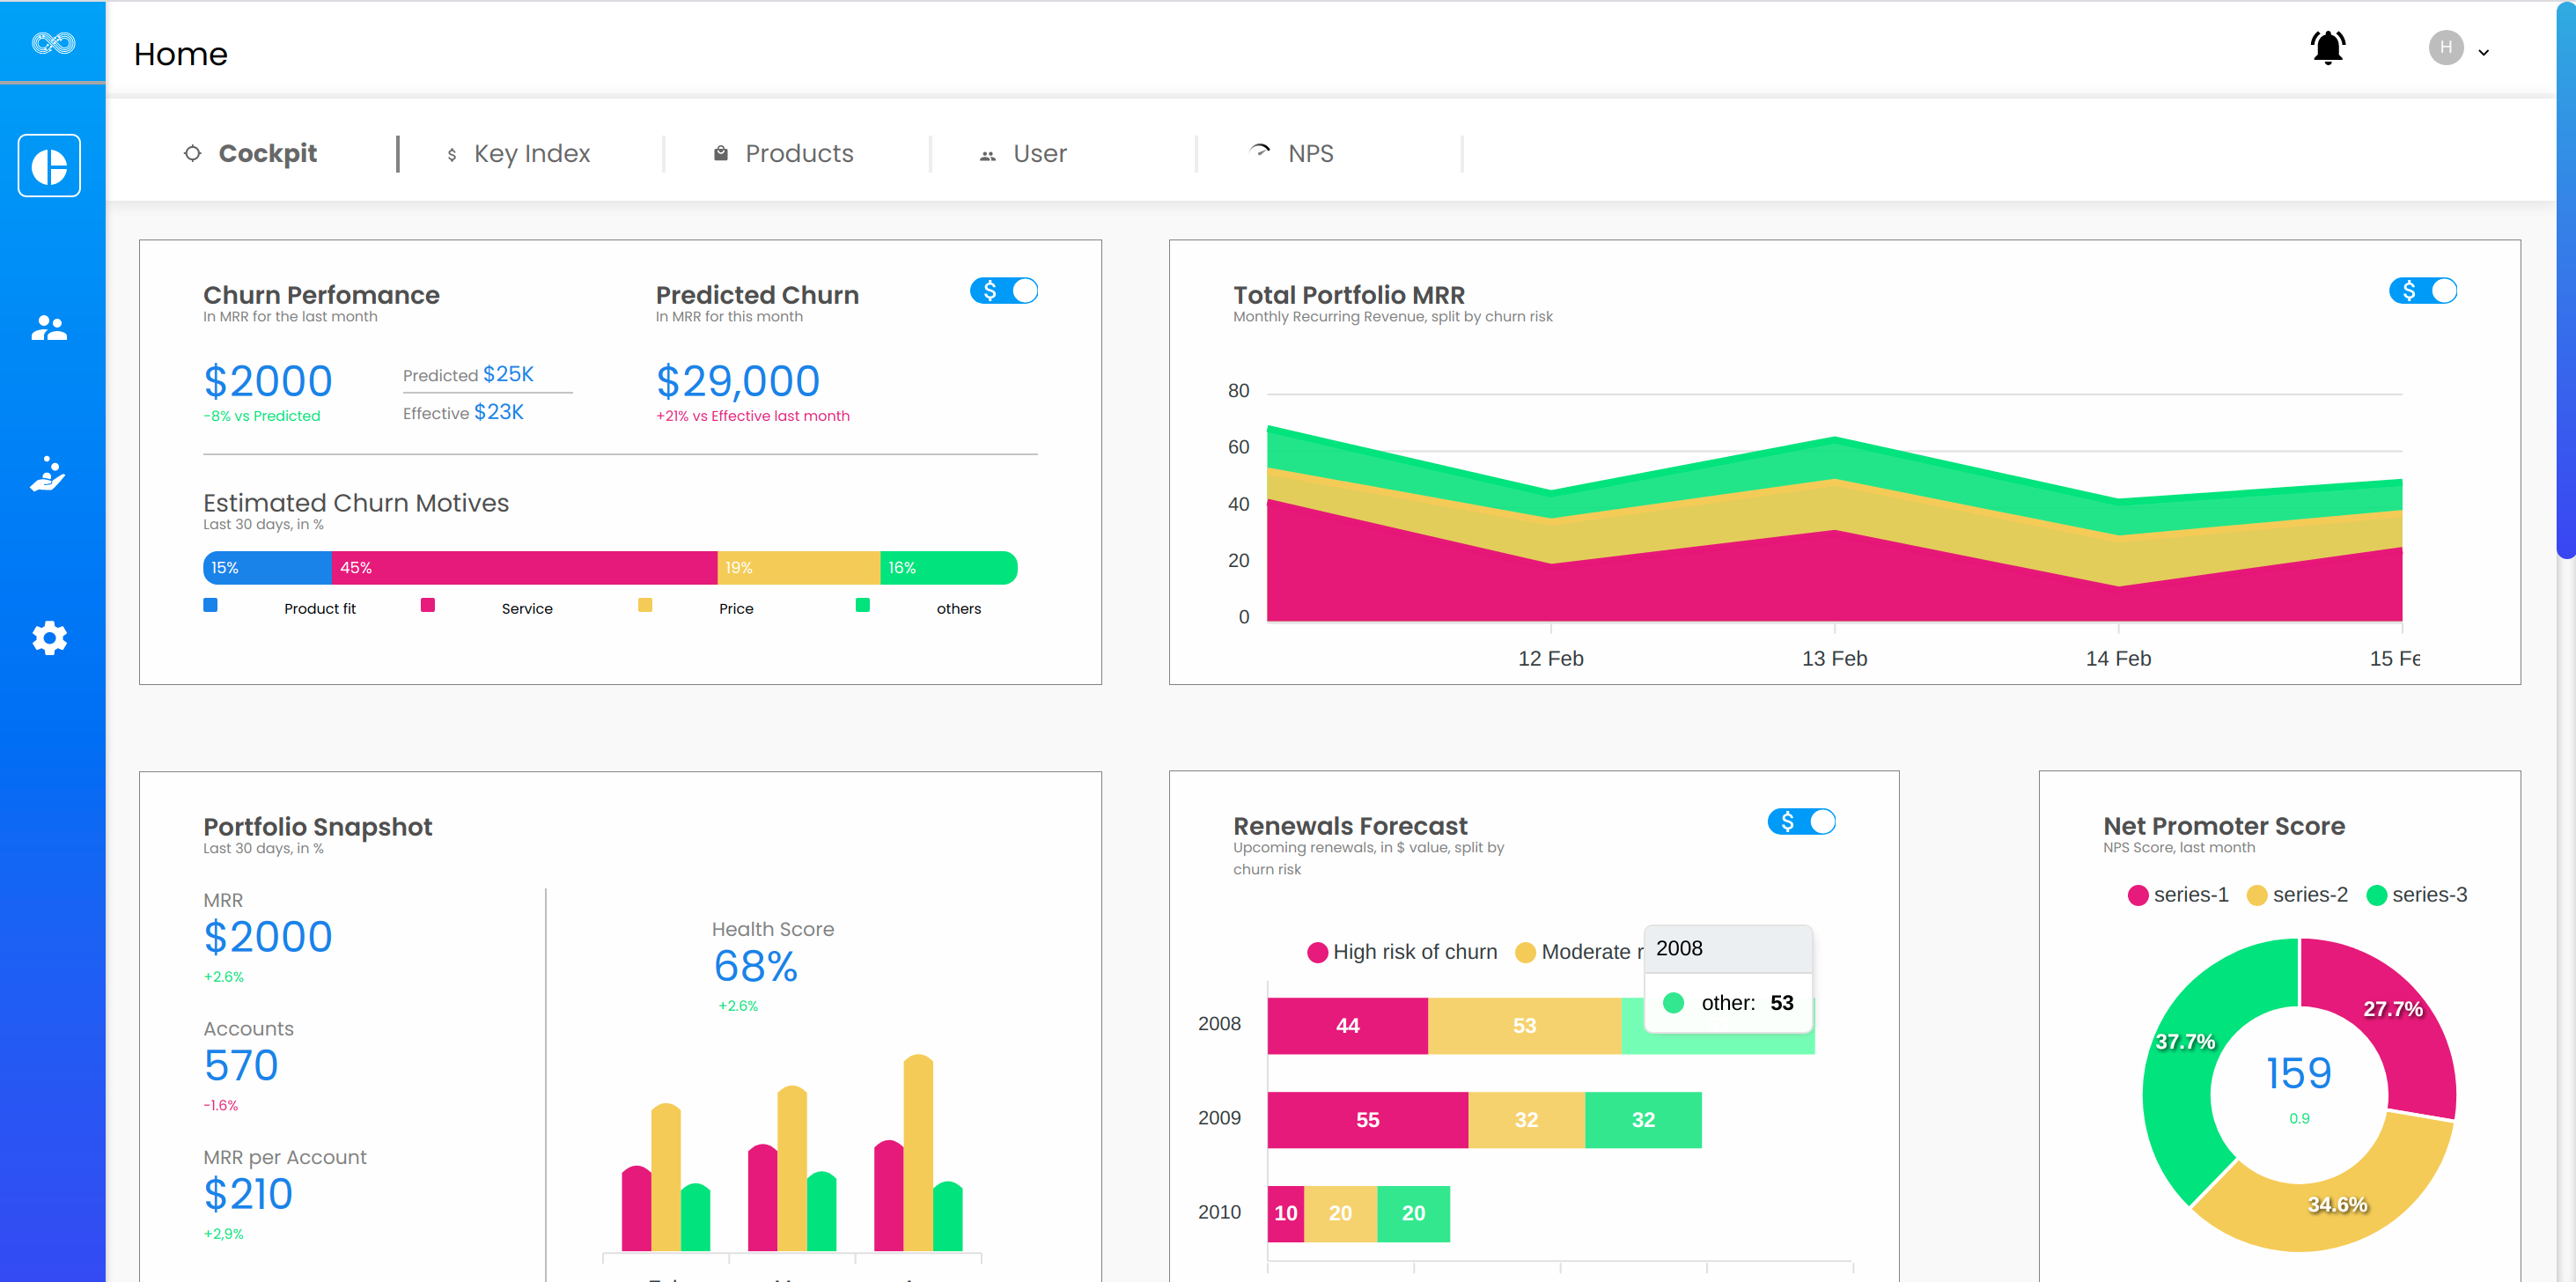 Home
H
Cockpit
$ Key Index
Products
User
NPS
Churn Perfomance
In MRR for the last month
$2000
-8% vs Predicted
Predicted $25K
Effective $23K
Predicted Churn
In MRR for this month
$
$29,000
+21% vs Effective last month
Estimated Churn Motives
Last 30 days, in %
15% 45% 19% 16%
Product fit Service Price others
Total Portfolio MRR
Monthly Recurring Revenue, split by churn risk
$
80
60
40
20
0
12 Feb 13 Feb 14 Feb 15 Fe
Portfolio Snapshot
Last 30 days, in %
MRR
$2000
+2.6%
Accounts
570
-1.6%
MRR per Account
$210
+2,9%
Health Score
68%
+2.6%
Renewals Forecast
Upcoming renewals, in $ value, split by
churn risk
$
High risk of churn Moderate r
2008
other: 53
2008 44 53
2009 55 32 32
2010 10 20 20
Net Promoter Score
NPS Score, last month
series-1 series-2 series-3
27.7%
37.7%
159
0.9
34.6%